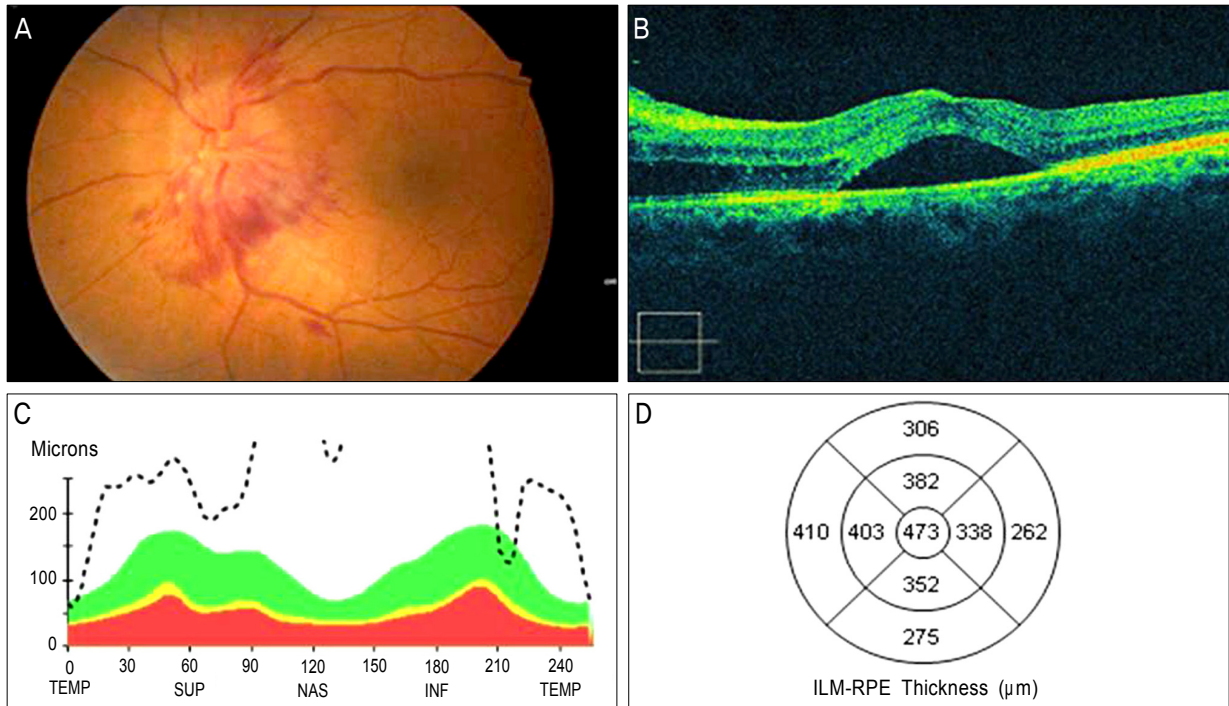 A
B
C
Microns
200
100
0
0 30 60 90 120 150 180 210 240
TEMP SUP NAS INF TEMP
D
306
382
410 403 473 338 262
352
275
ILM-RPE Thickness (μm)